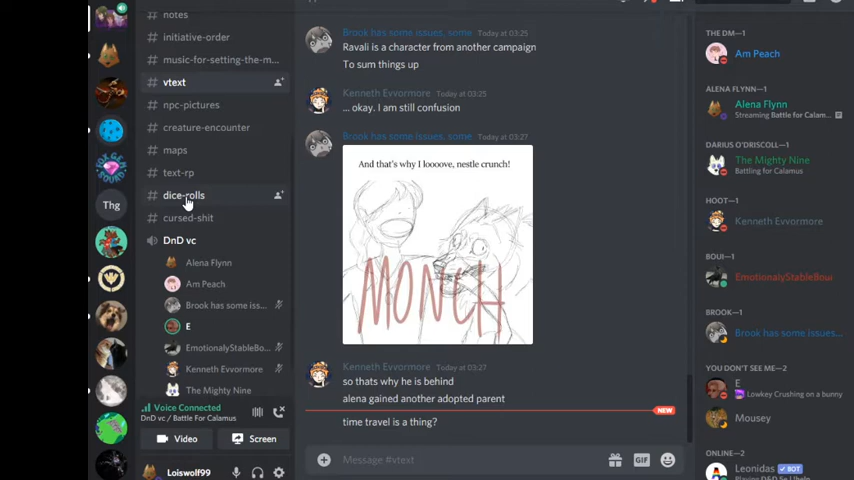 notes
initiative-order
music-for-setting-the-m...
vtext
npc-pictures
creature-encounter
maps
text-rp
dice-rolls
cursed-shit
DnD vc
Alena Flynn
Am Peach
Brook has some iss...
E
EmotionalyStableBo...
Kenneth Evvormore
The Mighty Nine
Voice Connected
DnD vc / Battle For Calamus
Video
Screen
Loiswolf99
Thg
Brook has some issues, some Today at 03:25
Ravali is a character from another campaign
To sum things up
Kenneth Evvormore Today at 03:25
... okay. I am still confusion
Brook has some issues, some Today at 03:27
And that's why I loooove, nestle crunch!
MONCH
Kenneth Evvormore Today at 03:27
so thats why he is behind
alena gained another adopted parent
NEW
time travel is a thing?
Message #vtext
GIF
THE DM—1
Am Peach
ALENA FLYNN—1
Alena Flynn
Streaming Battle for Calam...
DARIUS O'DRISCOLL—1
The Mighty Nine
Battling for Calamus
HOOT—1
Kenneth Evvormore
BOUI—1
EmotionalyStableBoui
BROOK—1
Brook has some issues...
YOU DON'T SEE ME—2
E
Lowkey Crushing on a bunny
Mousey
ONLINE—2
Leonidas BOT